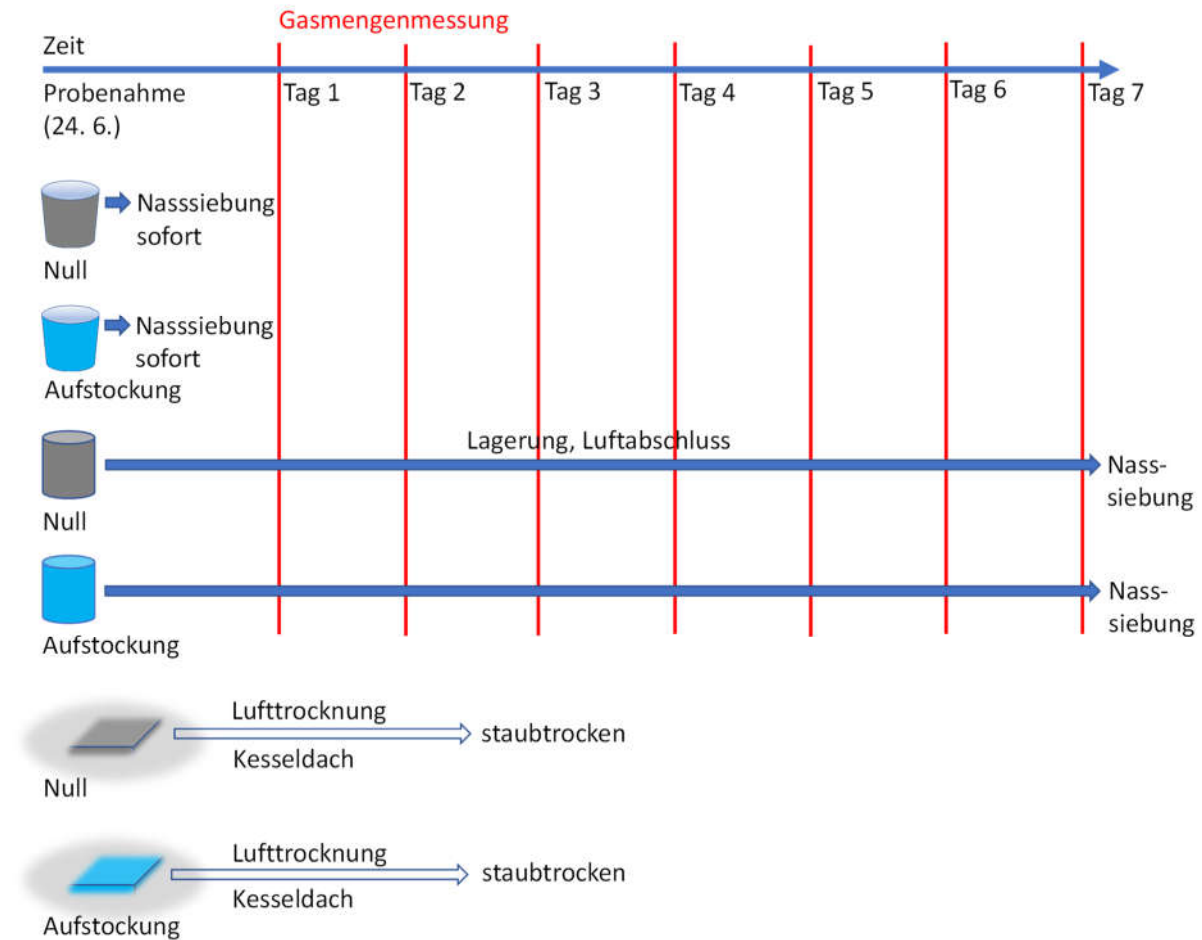 Gasmengenmessung
Zeit
Probenahme
(24. 6.)
Tag 1
Tag 2
Tag 3
Tag 4
Tag 5
Tag 6
Tag 7
Nasssiebung
sofort
Null
Nasssiebung
sofort
Aufstockung
Lagerung, Luftabschluss
Nass-
siebung
Null
Nass-
siebung
Aufstockung
Lufttrocknung
staubtrocken
Kesseldach
Null
Lufttrocknung
staubtrocken
Kesseldach
Aufstockung